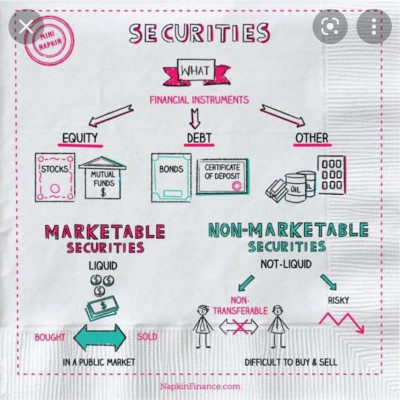 MINI
NAPKIN
SECURITIES
WHAT
FINANCIAL INSTRUMENTS
EQUITY
DEBT
OTHER
STOCKS
MUTUAL
FUNDS
$
BONDS
CERTIFICATE
OF DEPOSIT
OIL
MARKETABLE
SECURITIES
LIQUID
$ $
$
$
BOUGHT
SOLD
IN A PUBLIC MARKET
NON-MARKETABLE
SECURITIES
NOT-LIQUID
NON-
TRANSFERABLE
RISKY
DIFFICULT TO BUY & SELL
NapkinFinance.com